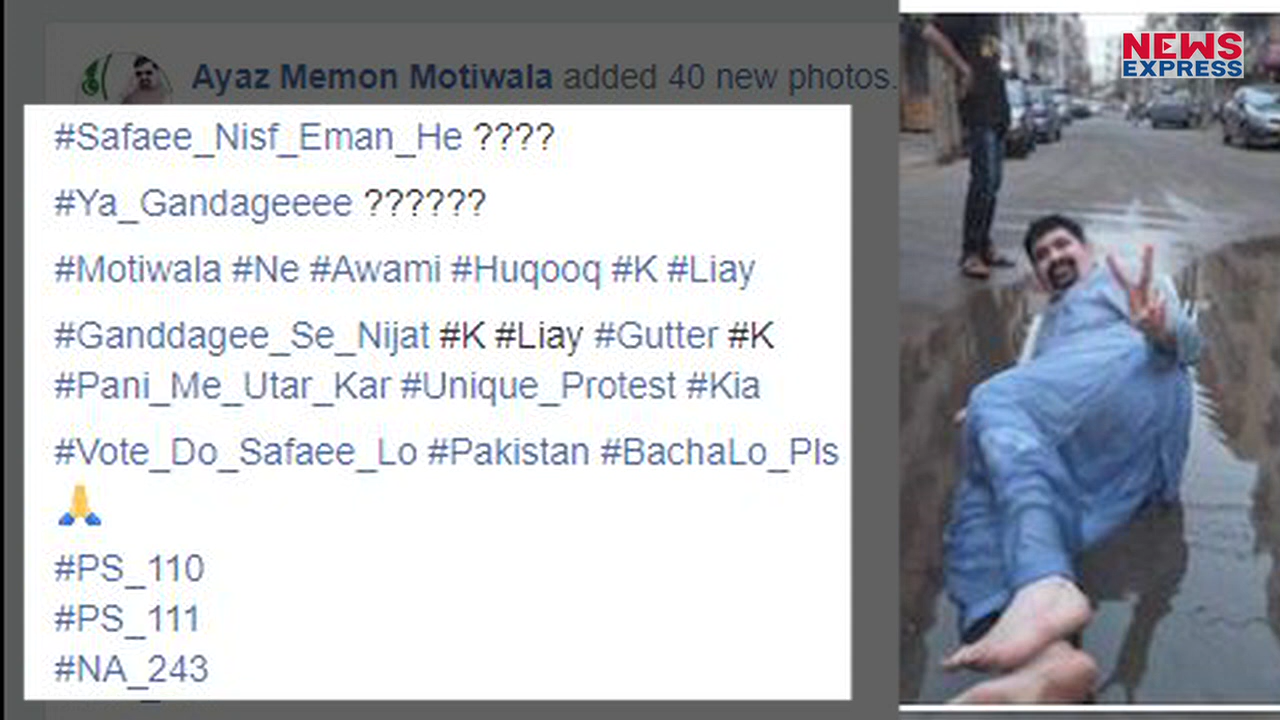 Ayaz Memon Motiwala added 40 new photos.
NEWS
EXPRESS
#Safaee_Nisf_Eman_He ????
#Ya_Gandageeee ??????
#Motiwala #Ne #Awami #Huqooq #K #Liay
#Ganddagee_Se_Nijat #K #Liay #Gutter #K
#Pani_Me_Utar_Kar #Unique_Protest #Kia
#Vote_Do_Safaee_Lo #Pakistan #BachaLo_Pls
🙏
#PS_110
#PS_111
#NA_243